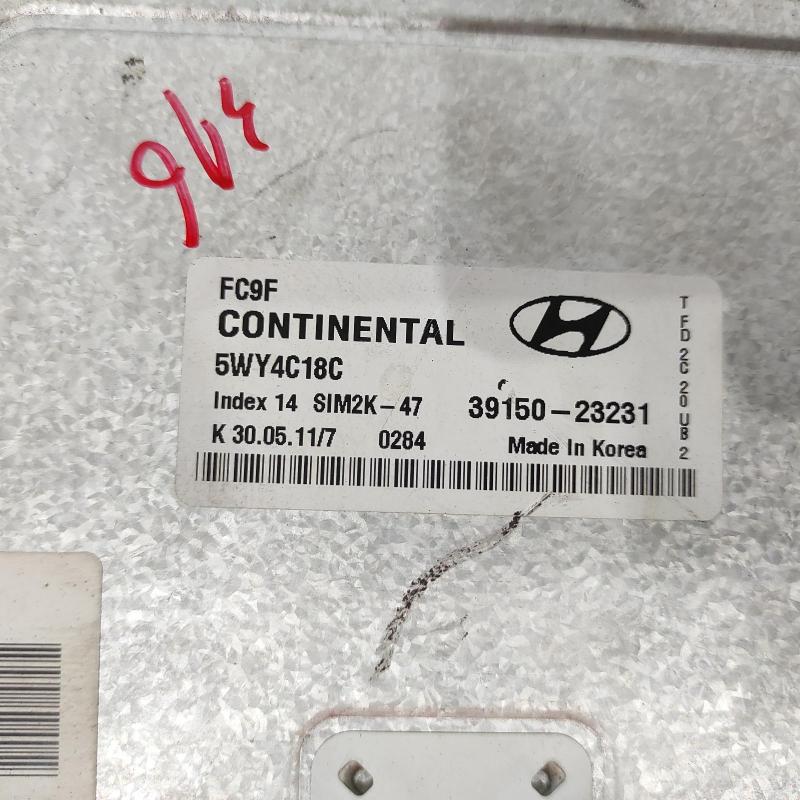 964
FC9F
CONTINENTAL
5WY4C18C
Index 14 SIM2K-47
39150-23231
K 30.05.11/7 0284
Made In Korea
TFD2C20UB2